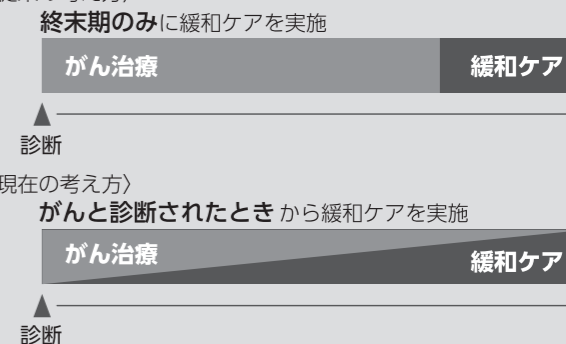 終末期のみに緩和ケアを実施
がん治療 緩和ケア
診断
現在の考え方〉
がんと診断されたとき から緩和ケアを実施
がん治療 緩和ケア
診断